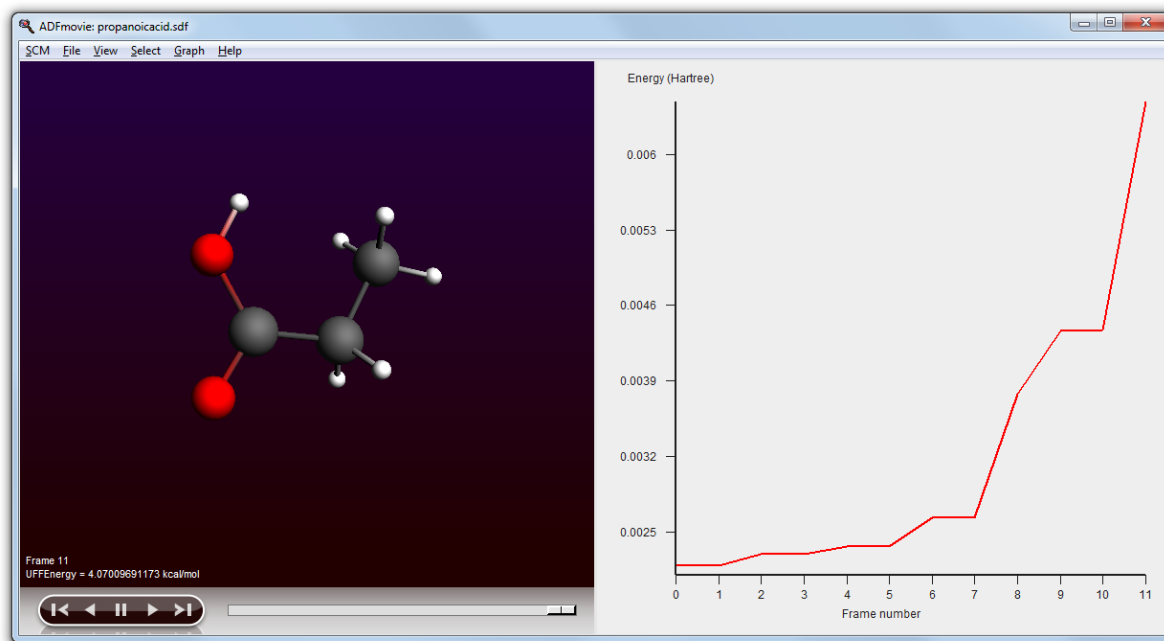 ADFmovie: propanoicacid.sdf
SCM File View Select Graph Help
Energy (Hartree)
0.006
0.0053
0.0046
0.0039
0.0032
0.0025
0 1 2 3 4 5 6 7 8 9 10 11
Frame number
Frame 11
UFFEnergy = 4.07009691173 kcal/mol